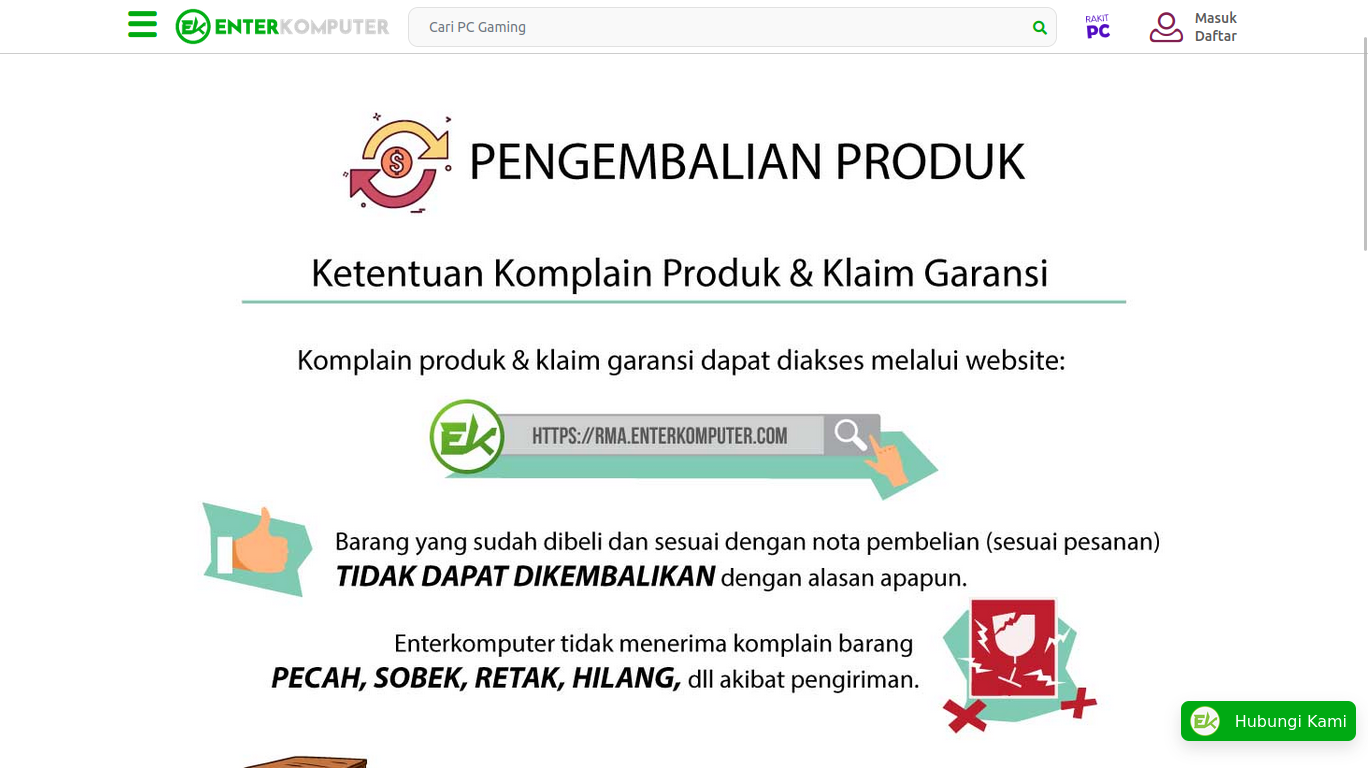 EK ENTERKOMPUTER
Cari PC Gaming
RAKIT
PC
Masuk
Daftar
$ PENGEMBALIAN PRODUK
Ketentuan Komplain Produk & Klaim Garansi
Komplain produk & klaim garansi dapat diakses melalui website:
EK HTTPS://RMA.ENTERKOMPUTER.COM
Barang yang sudah dibeli dan sesuai dengan nota pembelian (sesuai pesanan)
TIDAK DAPAT DIKEMBALIKAN dengan alasan apapun.
Enterkomputer tidak menerima komplain barang
PECAH, SOBEK, RETAK, HILANG, dll akibat pengiriman.
EK Hubungi Kami